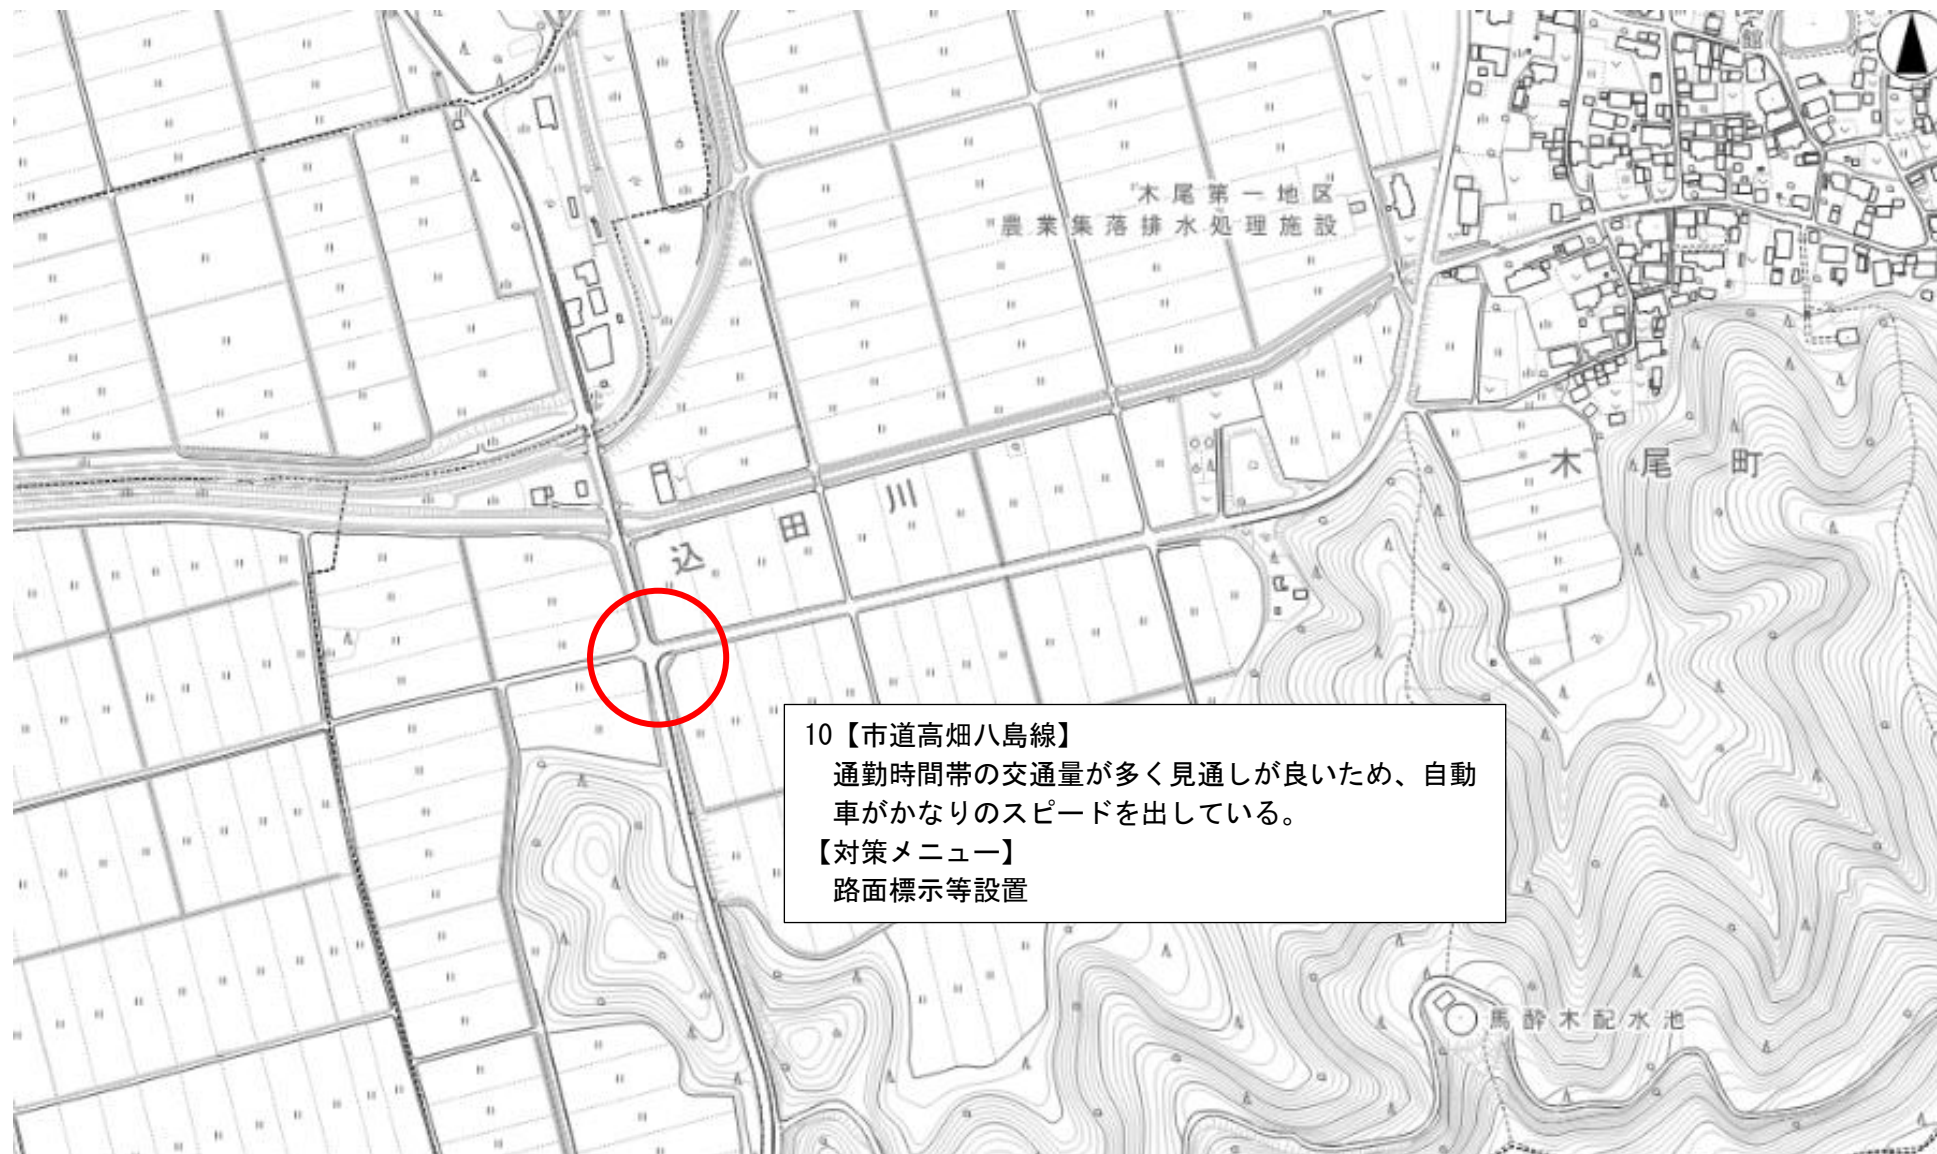 木尾第一地区
農業集落排水処理施設
木尾町
込田川
10【市道高畑八島線】
通勤時間帯の交通量が多く見通しが良いため、自動
車がかなりのスピードを出している。
【対策メニュー】
路面標示等設置
馬酔木配水池